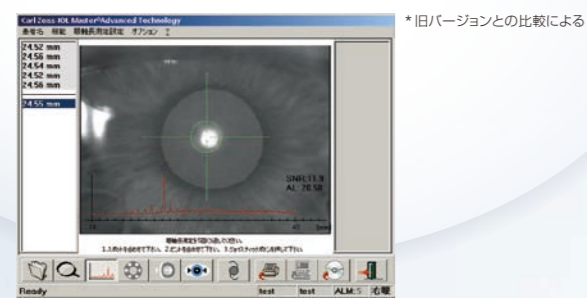 Carl Zeiss IOL Master®Advanced Technology
患者名 機能 眼軸長測定設定 オプション ?
24.52 mm
24.56 mm
24.54 mm
24.52 mm
24.56 mm
24.55 mm
SNR:11.9
AL: 26.58
Ready
test
test
ALM: 5
右眼
*旧バージョンとの比較による